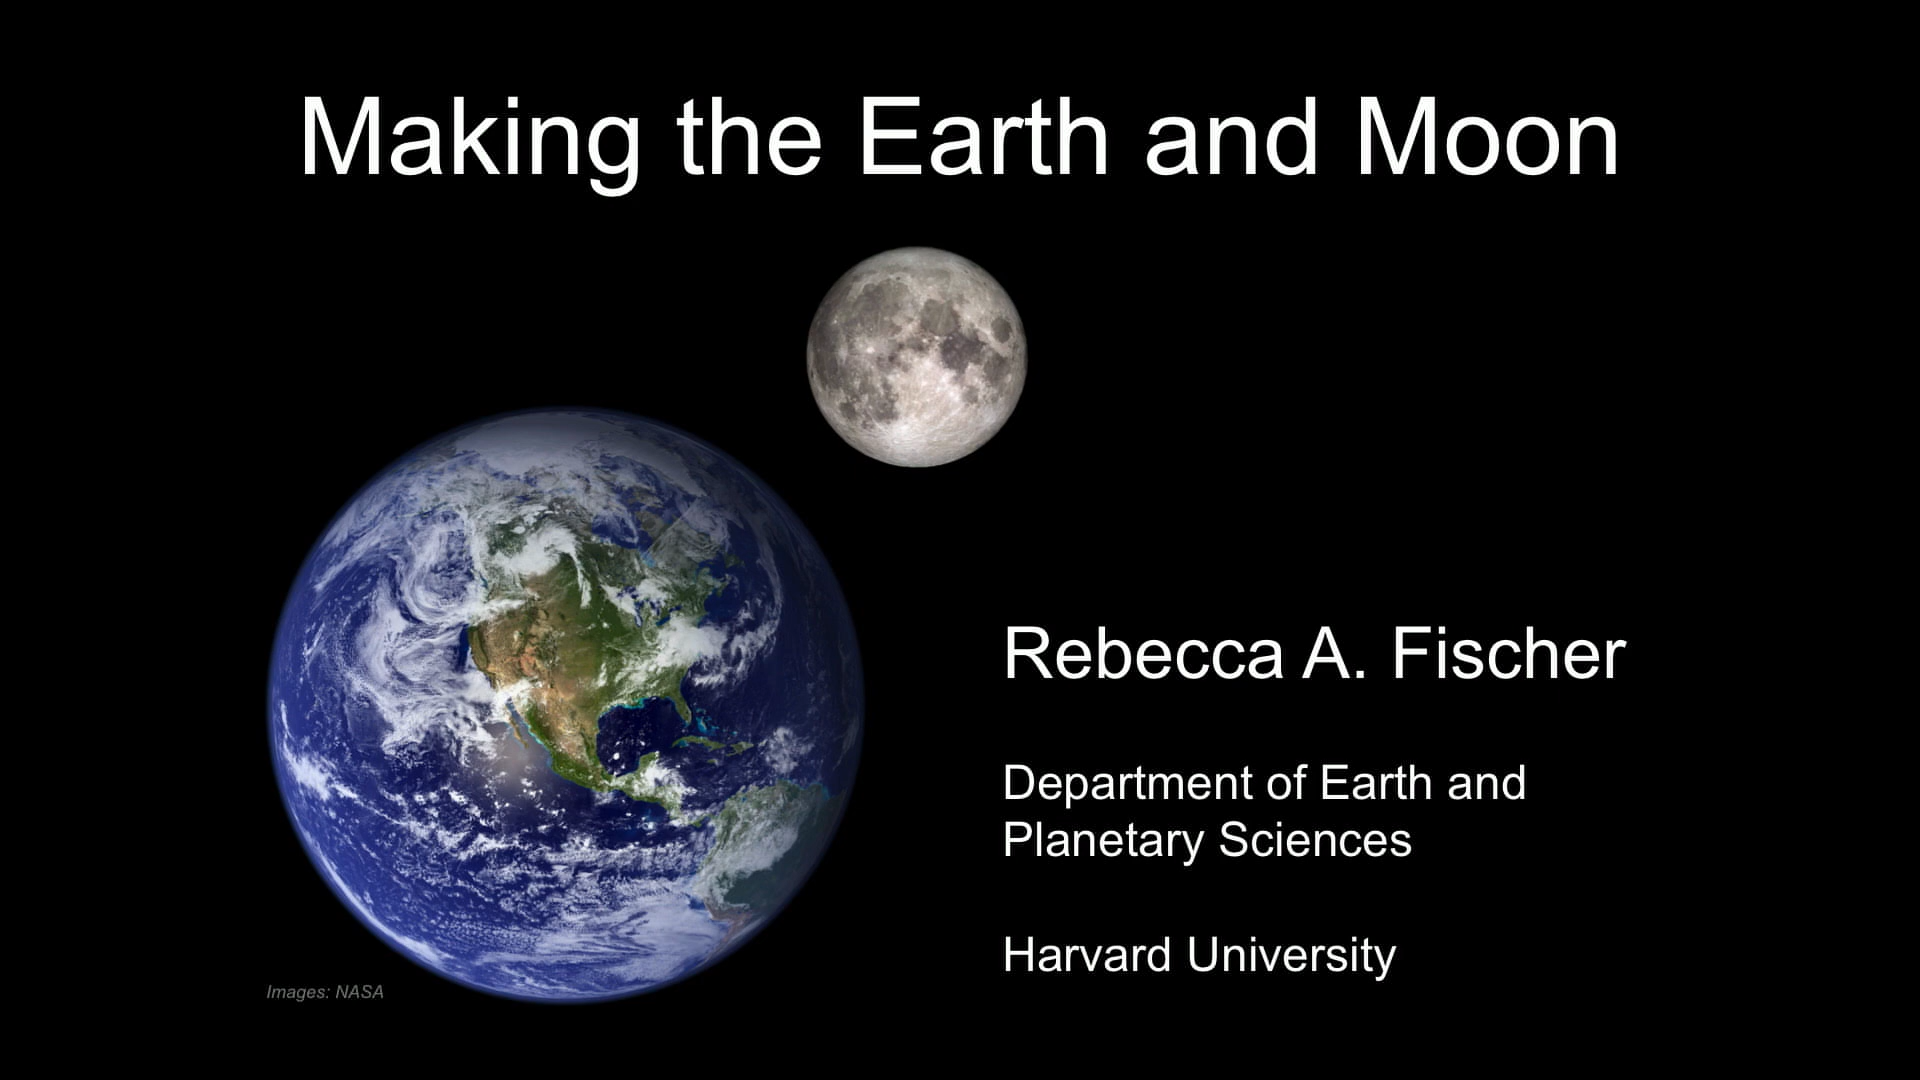 Making the Earth and Moon
Rebecca A. Fischer
Department of Earth and
Planetary Sciences
Harvard University
Images: NASA